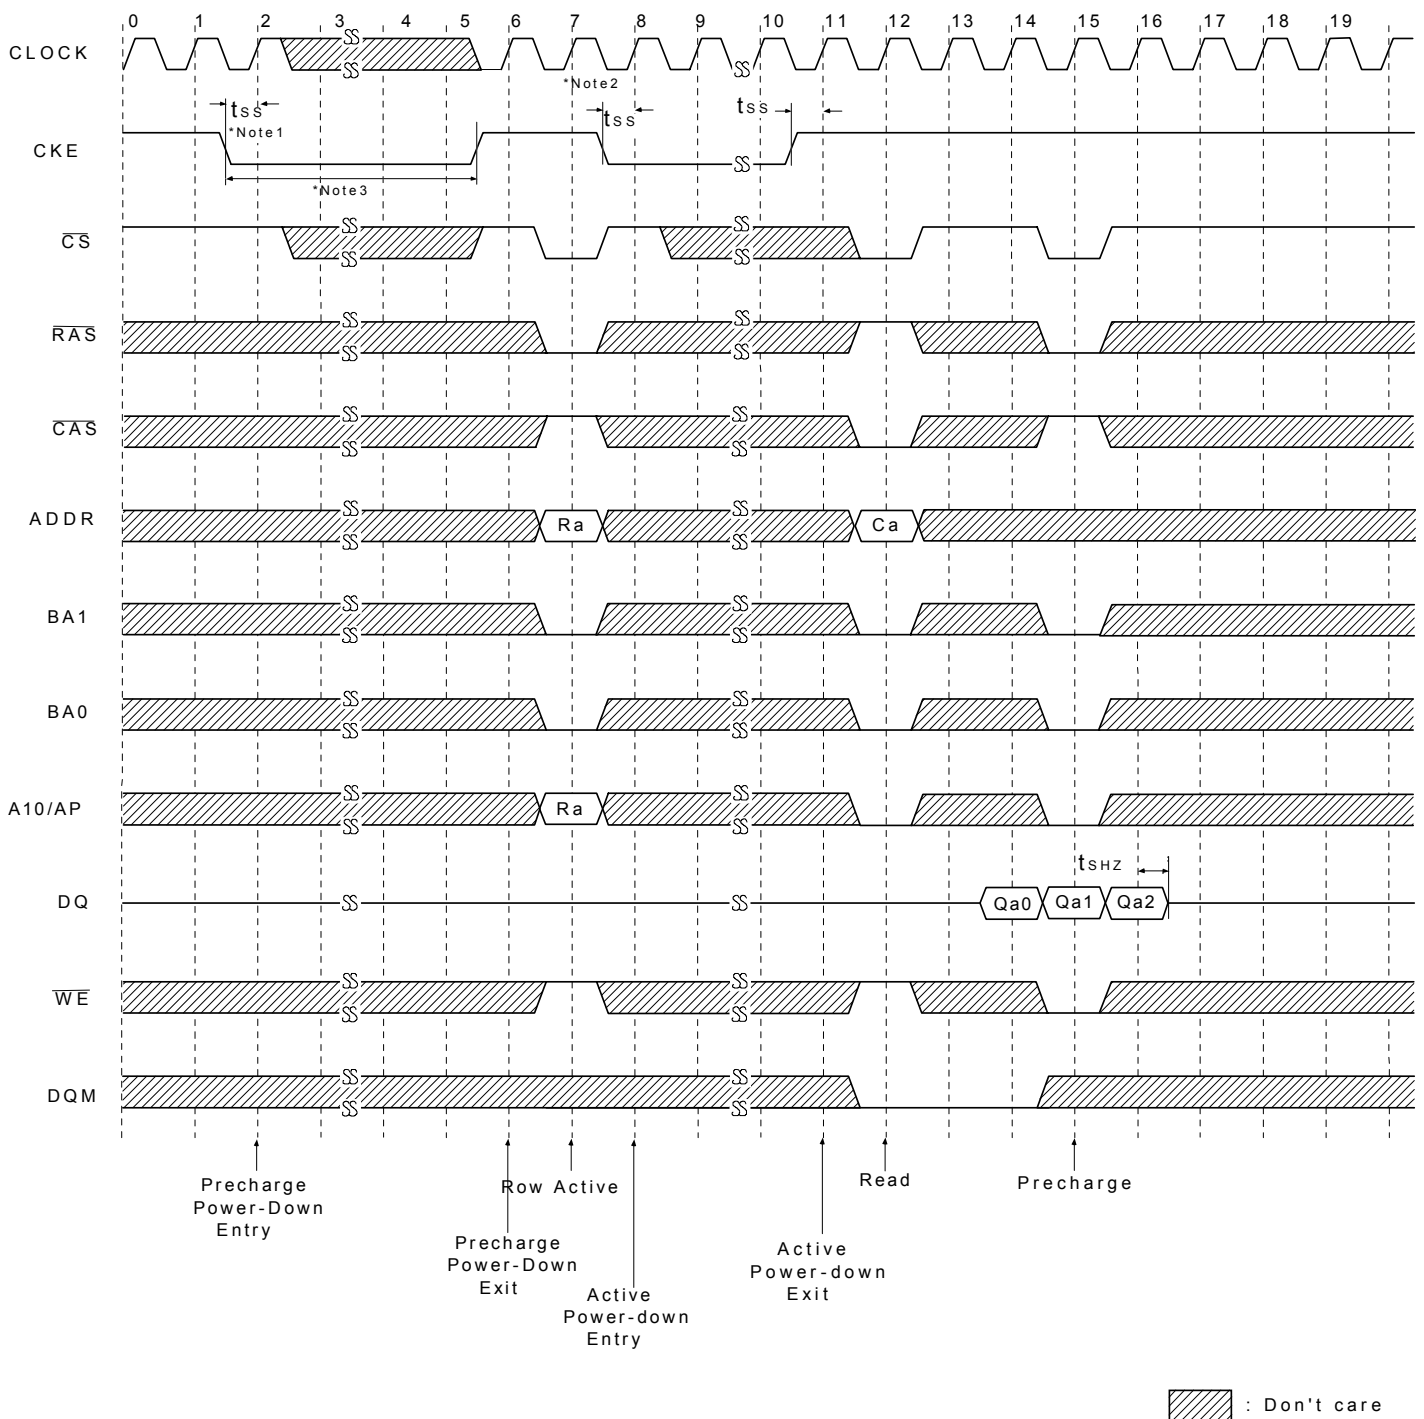 0 1 2 3 4 5 6 7 8 9 10 11 12 13 14 15 16 17 18 19
CLOCK
*Note2
tSS
tSS
tSS
*Note1
CKE
*Note3
CS
RAS
CAS
ADDR
Ra
Ca
BA1
BA0
A10/AP
Ra
tSHZ
DQ
Qa0
Qa1
Qa2
WE
DQM
Precharge
Power-Down
Entry
Row Active
Precharge
Power-Down
Exit
Active
Power-down
Entry
Active
Power-down
Exit
Read
Precharge
: Don't care